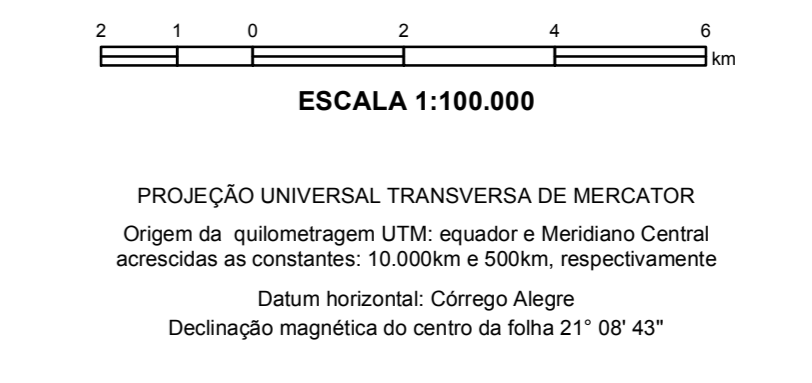 2 1 0 2 4 6
km
ESCALA 1:100.000
PROJEÇÃO UNIVERSAL TRANSVERSA DE MERCATOR
Origem da quilometragem UTM: equador e Meridiano Central
acrescidas as constantes: 10.000km e 500km, respectivamente
Datum horizontal: Córrego Alegre
Declinação magnética do centro da folha 21° 08' 43"